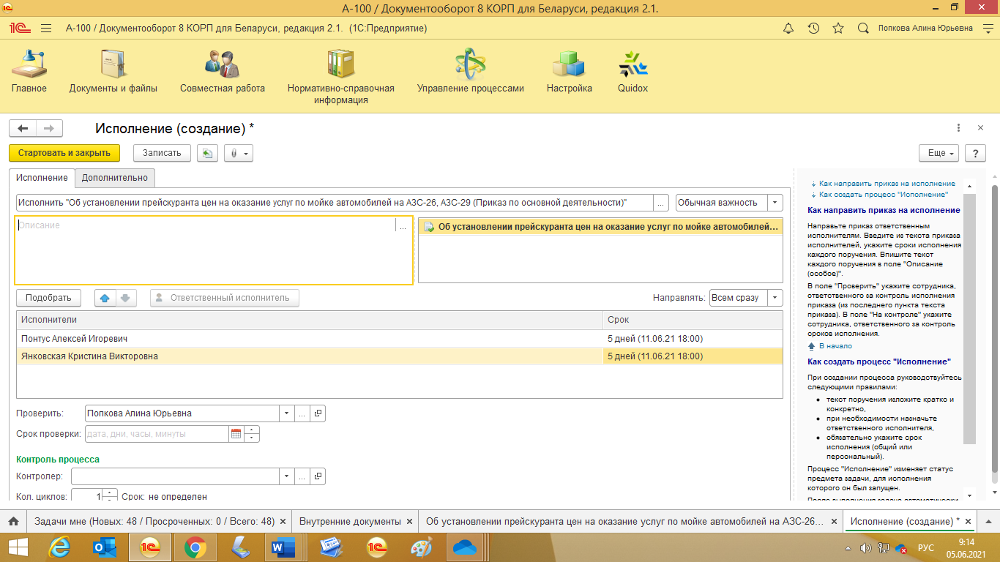 А-100 / Документооборот 8 КОРП для Беларуси, редакция 2.1.
А-100 / Документооборот 8 КОРП для Беларуси, редакция 2.1. (1С:Предприятие)
Попкова Алина Юрьевна
Главное
Документы и файлы
Совместная работа
Нормативно-справочная
информация
Управление процессами
Настройка
Quidox
Исполнение (создание) *
Стартовать и закрыть
Записать
Еще
?
Исполнение
Дополнительно
Исполнить "Об установлении прейскуранта цен на оказание услуг по мойке автомобилей на АЗС-26, АЗС-29 (Приказ по основной деятельности)"
...
Обычная важность
Описание
...
Об установлении прейскуранта цен на оказание услуг по мойке автомобилей...
Подобрать
Ответственный исполнитель
Направлять:
Всем сразу
Исполнители
Срок
Понтус Алексей Игоревич
5 дней (11.06.21 18:00)
Янковская Кристина Викторовна
5 дней (11.06.21 18:00)
Проверить:
Попкова Алина Юрьевна
...
Срок проверки:
дата, дни, часы, минуты
Контроль процесса
Контролер:
...
Кол. циклов:
1
Срок: не определен
Как направить приказ на исполнение
Как создать процесс "Исполнение"
Как направить приказ на исполнение
Направьте приказ ответственным
исполнителям. Введите из текста приказа
исполнителей, укажите сроки исполнения
каждого поручения. Впишите текст
каждого поручения в поле "Описание
(особое)".
В поле "Проверить" укажите сотрудника,
ответственного за контроль исполнения
приказа (из последнего пункта текста
приказа). В поле "На контроле" укажите
сотрудника, ответственного за контроль
сроков исполнения.
В начало
Как создать процесс "Исполнение"
При создании процесса руководствуйтесь
следующими правилами:
текст поручения изложите кратко и
конкретно,
при необходимости назначьте
ответственного исполнителя,
обязательно укажите срок
исполнения (общий или
персональный).
Процесс "Исполнение" изменяет статус
предмета задачи, для исполнения
которого он был запущен.
После выполнения задача автоматически
Задачи мне (Новых: 48 / Просроченных: 0 / Всего: 48)
Внутренние документы
Об установлении прейскуранта цен на оказание услуг по мойке автомобилей на АЗС-26...
Исполнение (создание) *
РУС
9:14
05.06.2021